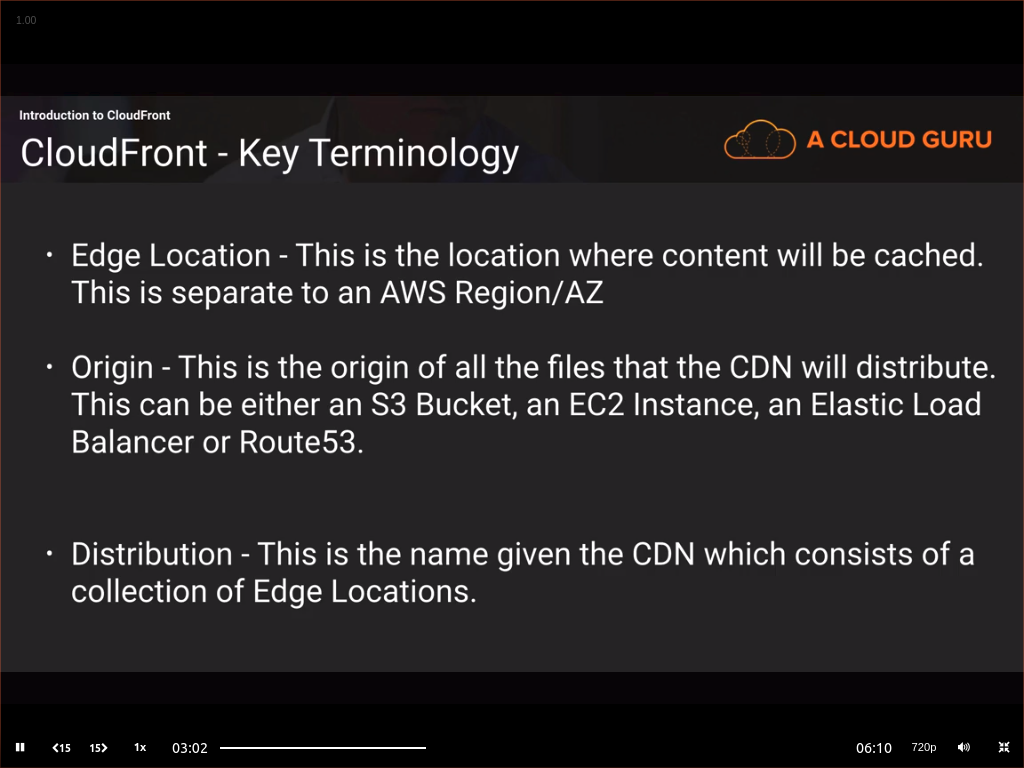 1.00
Introduction to CloudFront
CloudFront - Key Terminology
A CLOUD GURU
• Edge Location - This is the location where content will be cached.
This is separate to an AWS Region/AZ
• Origin - This is the origin of all the files that the CDN will distribute.
This can be either an S3 Bucket, an EC2 Instance, an Elastic Load
Balancer or Route53.
• Distribution - This is the name given the CDN which consists of a
collection of Edge Locations.
15 15 1x 03:02 06:10 720p